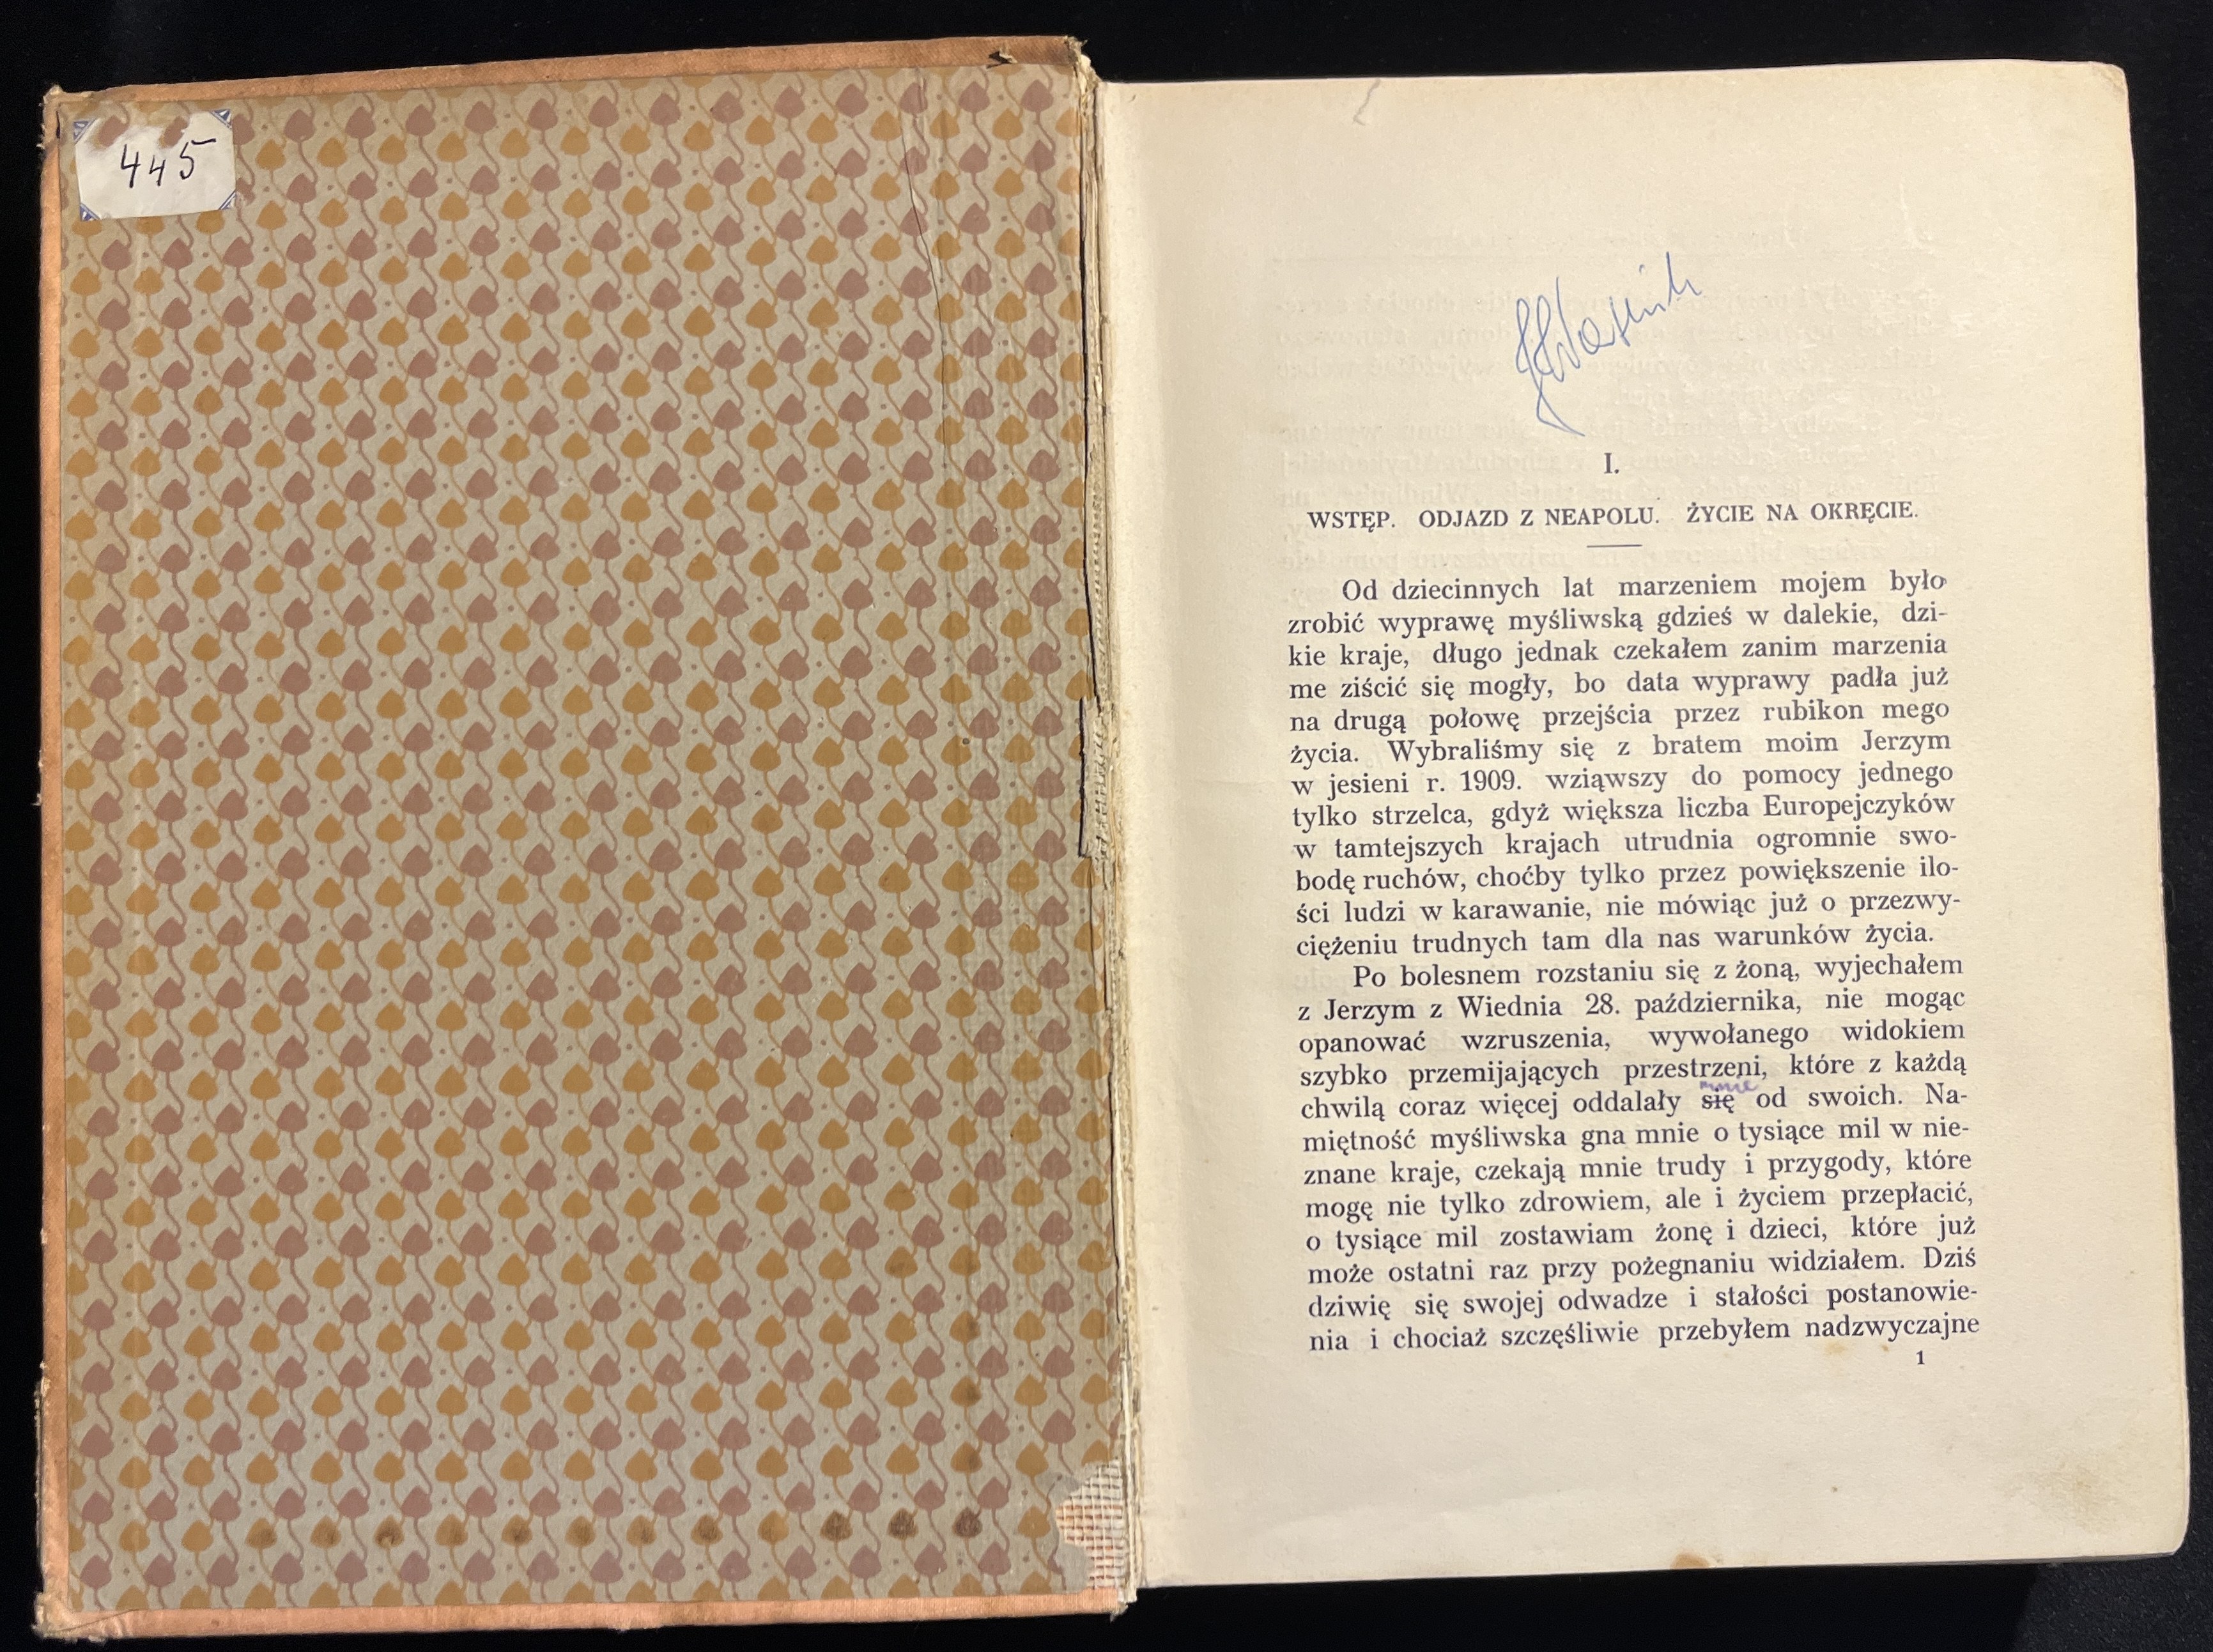 445
I.
WSTĘP. ODJAZD Z NEAPOLU. ŻYCIE NA OKRĘCIE.
Od dziecinnych lat marzeniem mojem było
zrobić wyprawę myśliwską gdzieś w dalekie, dzi-
kie kraje, długo jednak czekałem zanim marzenia
me ziścić się mogły, bo data wyprawy padła już
na drugą połowę przejścia przez rubikon mego
życia. Wybraliśmy się z bratem moim Jerzym
w jesieni r. 1909. wziąwszy do pomocy jednego
tylko strzelca, gdyż większa liczba Europejczyków
w tamtejszych krajach utrudnia ogromnie swo-
bodę ruchów, choćby tylko przez powiększenie ilo-
ści ludzi w karawanie, nie mówiąc już o przezwy-
ciężeniu trudnych tam dla nas warunków życia.
Po bolesnem rozstaniu się z żoną, wyjechałem
z Jerzym z Wiednia 28. października, nie mogąc
opanować wzruszenia, wywołanego widokiem
szybko przemijających przestrzeni, które z każdą
mnie
chwilą coraz więcej oddalały się od swoich. Na-
miętność myśliwska gna mnie o tysiące mil w nie-
znane kraje, czekają mnie trudy i przygody, które
mogę nie tylko zdrowiem, ale i życiem przepłacić,
o tysiące mil zostawiam żonę i dzieci, które już
może ostatni raz przy pożegnaniu widziałem. Dziś
dziwię się swojej odwadze i stałości postanowie-
nia i chociaż szczęśliwie przebyłem nadzwyczajne
1